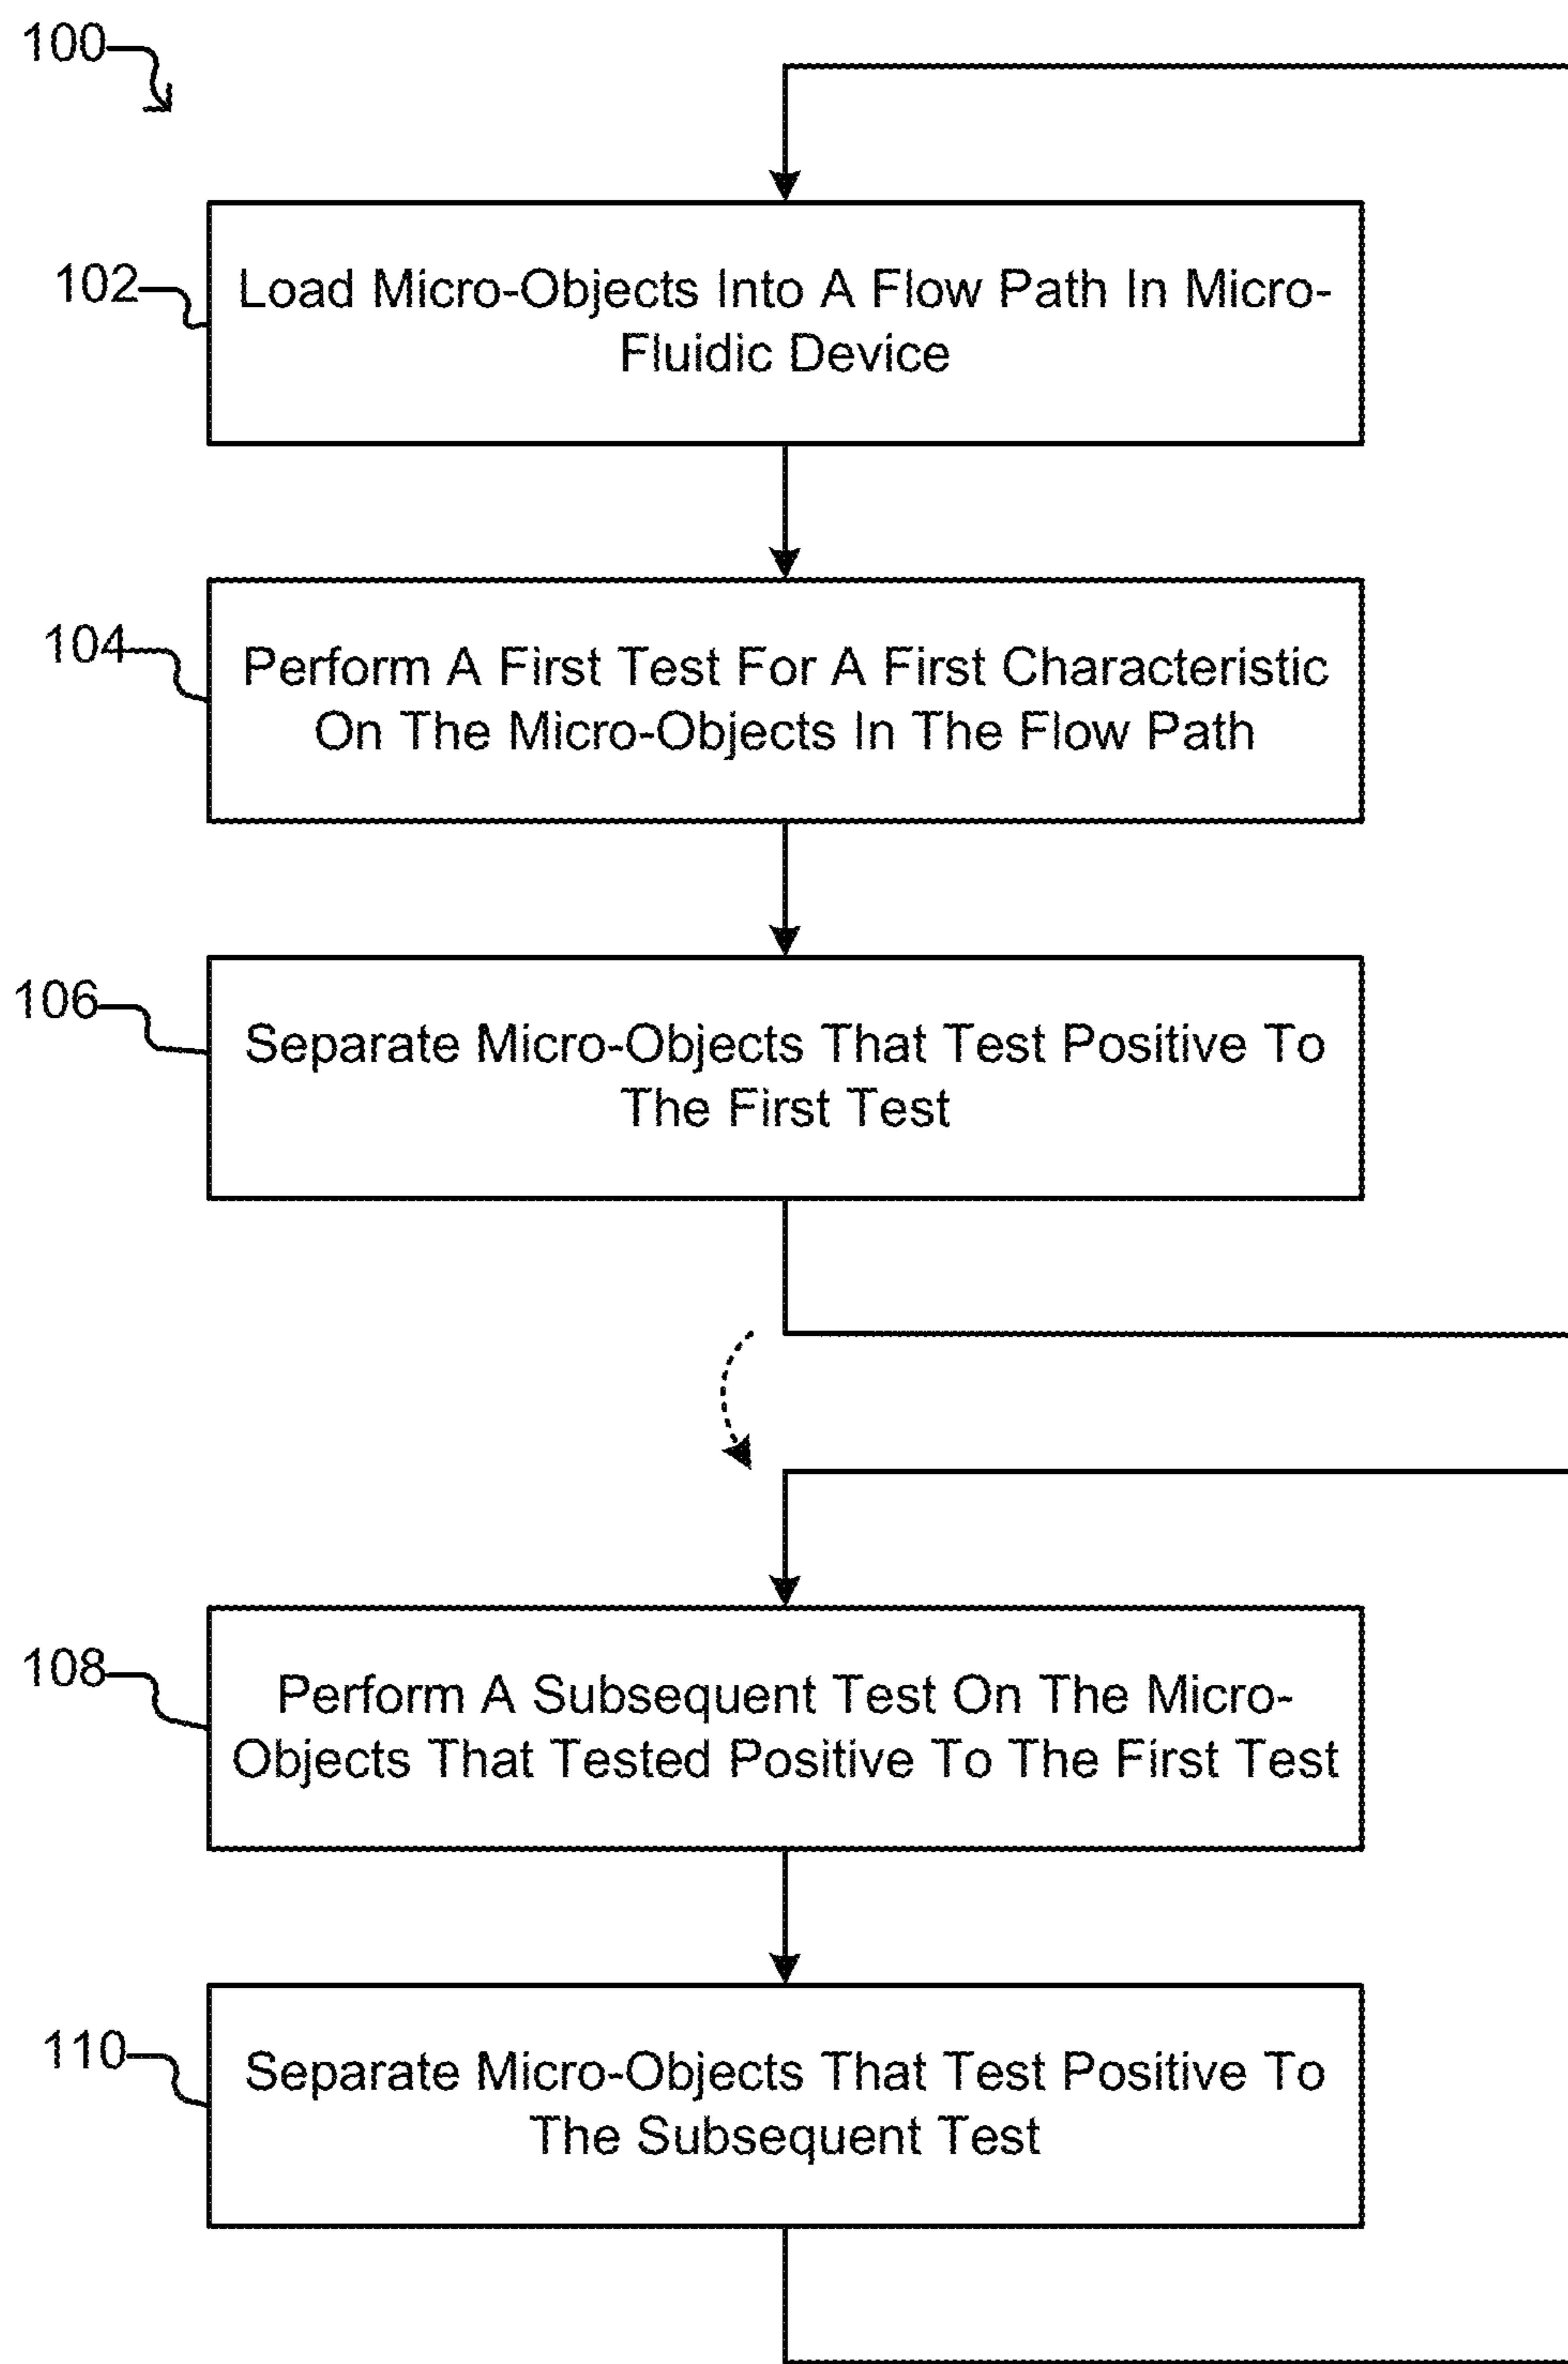 100
102
Load Micro-Objects Into A Flow Path In Micro-
Fluidic Device
104
Perform A First Test For A First Characteristic
On The Micro-Objects In The Flow Path
106
Separate Micro-Objects That Test Positive To
The First Test
108
Perform A Subsequent Test On The Micro-
Objects That Tested Positive To The First Test
110
Separate Micro-Objects That Test Positive To
The Subsequent Test